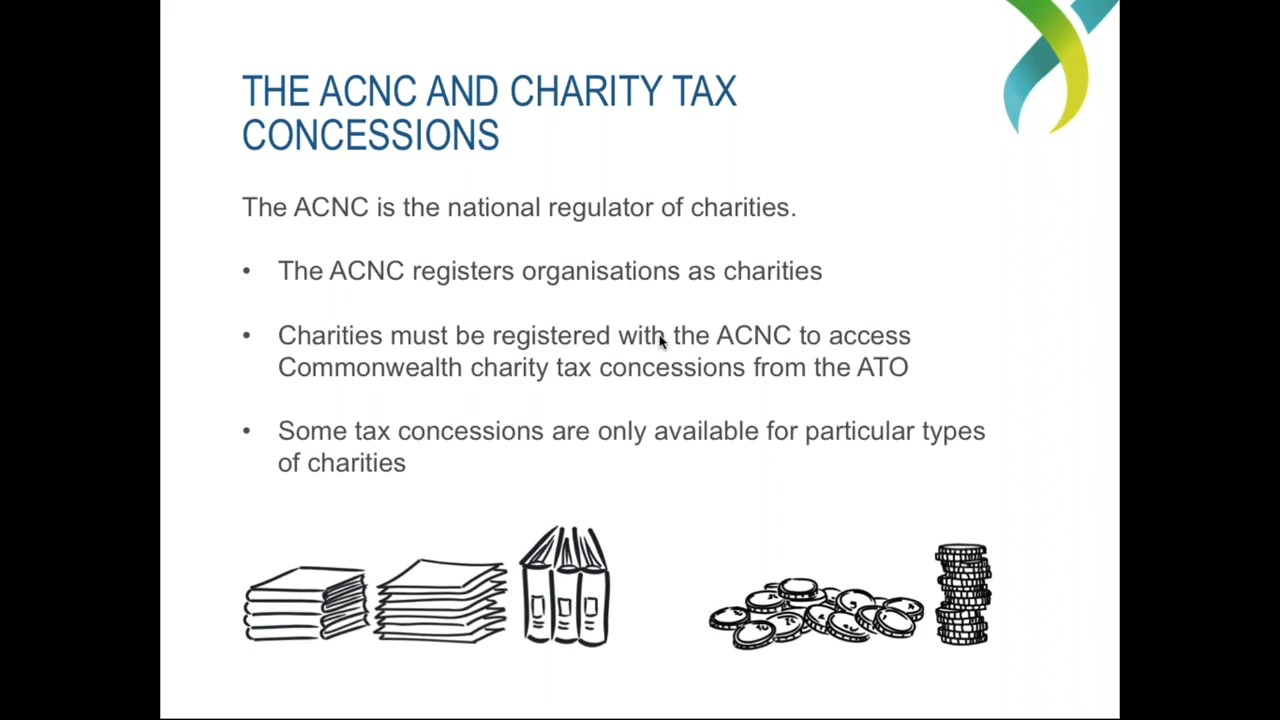 THE ACNC AND CHARITY TAX
CONCESSIONS
The ACNC is the national regulator of charities.
• The ACNC registers organisations as charities
• Charities must be registered with the ACNC to access
Commonwealth charity tax concessions from the ATO
• Some tax concessions are only available for particular types
of charities